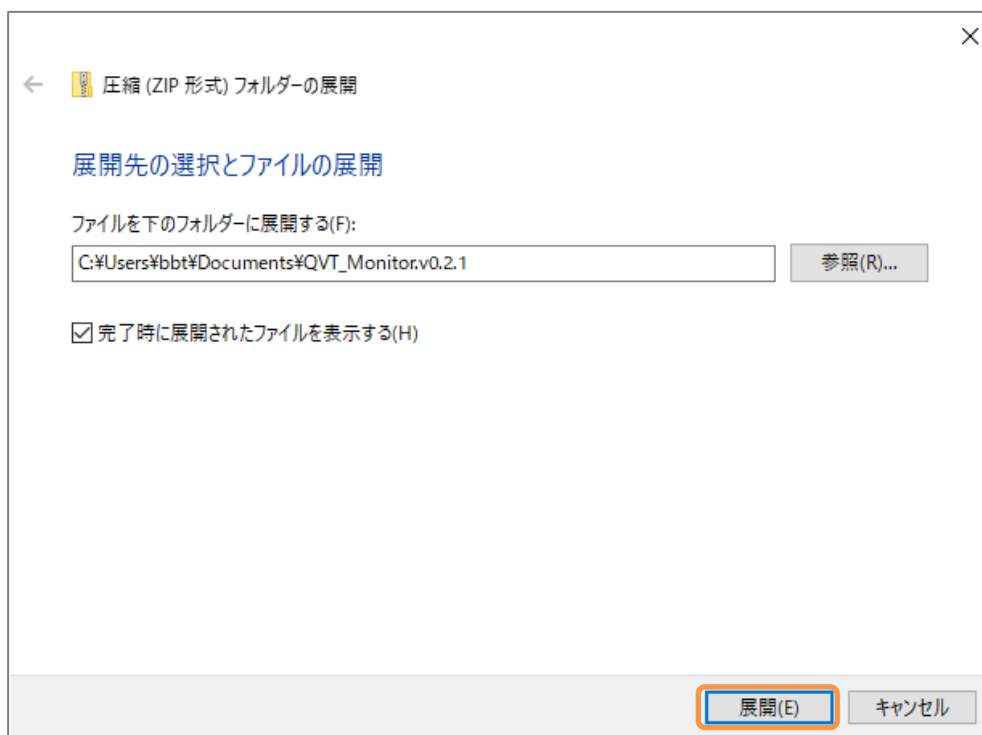 圧縮 (ZIP 形式) フォルダーの展開
展開先の選択とファイルの展開
ファイルを下のフォルダーに展開する(F):
C:¥Users¥bbt¥Documents¥QVT_Monitor.v0.2.1
参照(R)...
完了時に展開されたファイルを表示する(H)
展開(E)
キャンセル